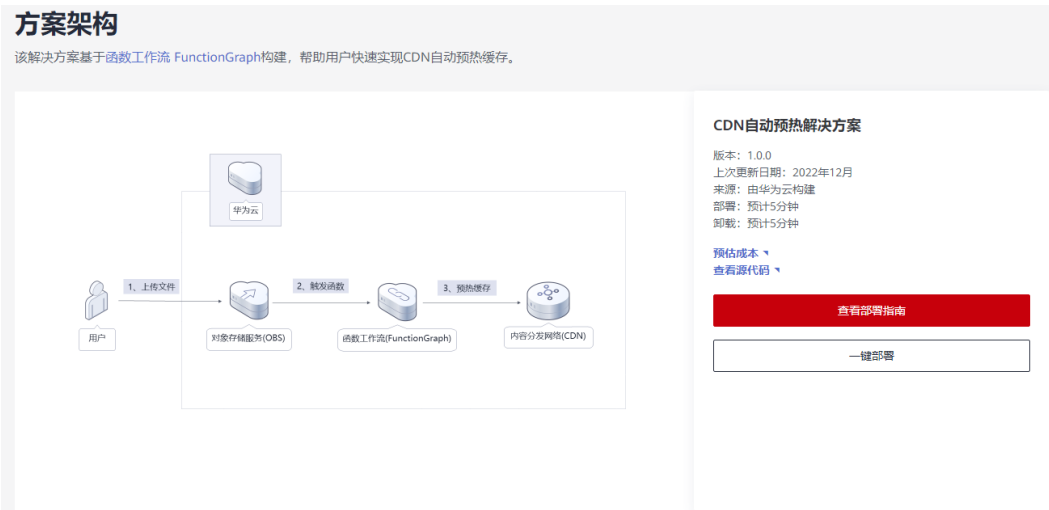 方案架构
该解决方案基于函数工作流 FunctionGraph构建，帮助用户快速实现CDN自动预热缓存。
华为云
1、上传文件
2、触发函数
3、预热缓存
用户
对象存储服务(OBS)
函数工作流(FunctionGraph)
内容分发网络(CDN)
CDN自动预热解决方案
版本：1.0.0
上次更新日期：2022年12月
来源：由华为云构建
部署：预计5分钟
卸载：预计5分钟
预估成本
查看源代码
查看部署指南
一键部署